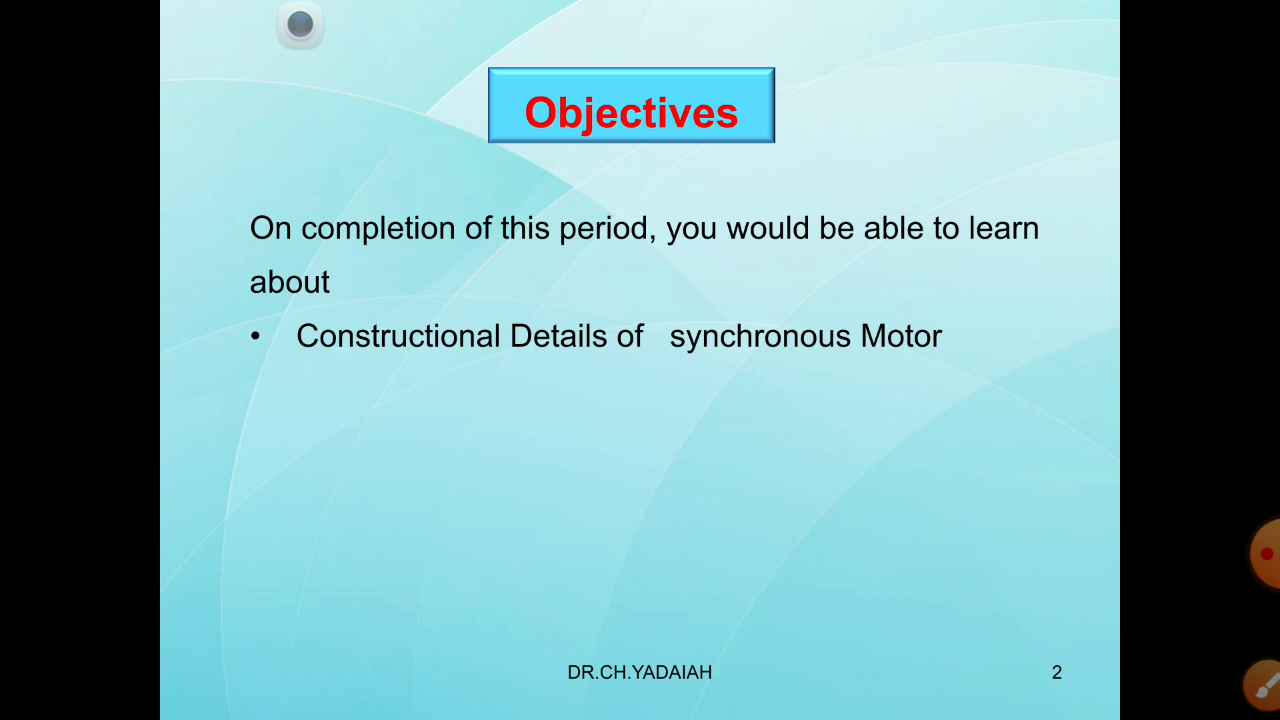 Objectives
On completion of this period, you would be able to learn
about
• Constructional Details of   synchronous Motor
DR.CH.YADAIAH
2